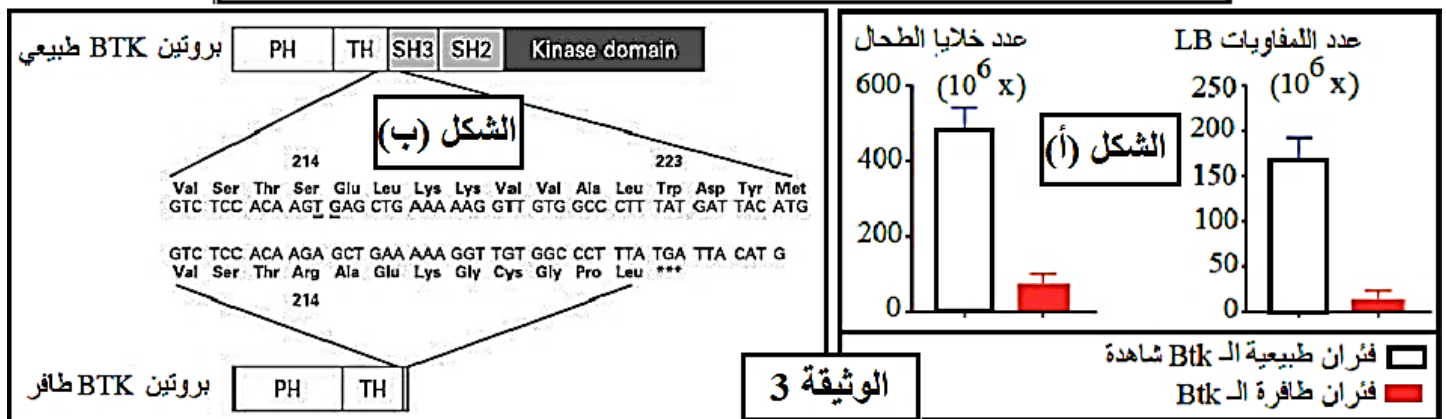 عدد خلايا الطحال
(10^6 x)
600
400
200
0
عدد اللمفاويات LB
(10^6 x)
250
200
150
100
50
0
الشكل (أ)
فئران طبيعية الـ Btk شاهدة
فئران طافرة الـ Btk
الوثيقة 3
بروتين BTK طبيعي
PH TH SH3 SH2 Kinase domain
الشكل (ب)
214 223
Val Ser Thr Ser Glu Leu Lys Lys Val Val Ala Leu Trp Asp Tyr Met
GTC TCC ACA AGT GAG CTG AAA AAG GTT GTG GCC CTT TAT GAT TAC ATG
GTC TCC ACA AGA GCT GAA AAA GGT TGT GGC CCT TTA TGA TTA CAT G
Val Ser Thr Arg Ala Glu Lys Gly Cys Gly Pro Leu ***
214
بروتين BTK طافر
PH TH